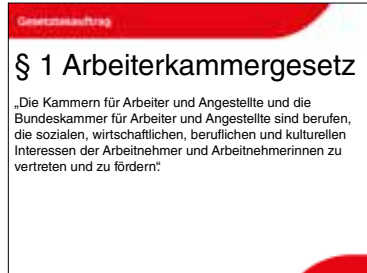 Gesetztesauftrag
§ 1 Arbeiterkammergesetz
„Die Kammern für Arbeiter und Angestellte und die
Bundeskammer für Arbeiter und Angestellte sind berufen,
die sozialen, wirtschaftlichen, beruflichen und kulturellen
Interessen der Arbeitnehmer und Arbeitnehmerinnen zu
vertreten und zu fördern“.